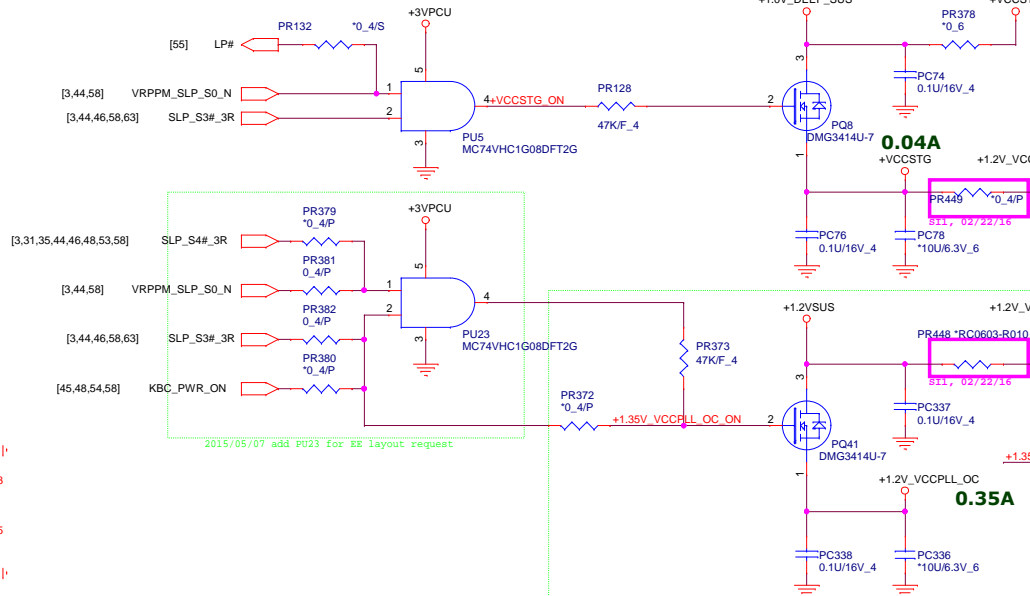 +3VPCU
PR132
*0_4/S
[55] LP#
5
[3,44,58] VRPPM_SLP_S0_N
1
4
+VCCSTG_ON
PR128
47K/F_4
[3,44,46,58,63] SLP_S3#_3R
2
3
PU5
MC74VHC1G08DFT2G
PR378
*0_6
3
PC74
0.1U/16V_4
2
PQ8
DMG3414U-7
0.04A
1
+VCCSTG
PR449
*0_4/P
SI1, 02/22/16
PC76
0.1U/16V_4
PC78
*10U/6.3V_6
+3VPCU
PR379
*0_4/P
[3,31,35,44,46,48,53,58] SLP_S4#_3R
PR381
0_4/P
5
[3,44,58] VRPPM_SLP_S0_N
1
4
PR382
0_4/P
2
[3,44,46,58,63] SLP_S3#_3R
3
PU23
MC74VHC1G08DFT2G
PR380
*0_4/P
[45,48,54,58] KBC_PWR_ON
2015/05/07 add PU23 for EE layout request
PR373
47K/F_4
PR372
*0_4/P
+1.35V_VCCPLL_OC_ON
+1.2VSUS
PR448 *RC0603-R010
SI1, 02/22/16
3
PC337
0.1U/16V_4
2
PQ41
DMG3414U-7
1
+1.2V_VCCPLL_OC
0.35A
PC338
0.1U/16V_4
PC336
*10U/6.3V_6